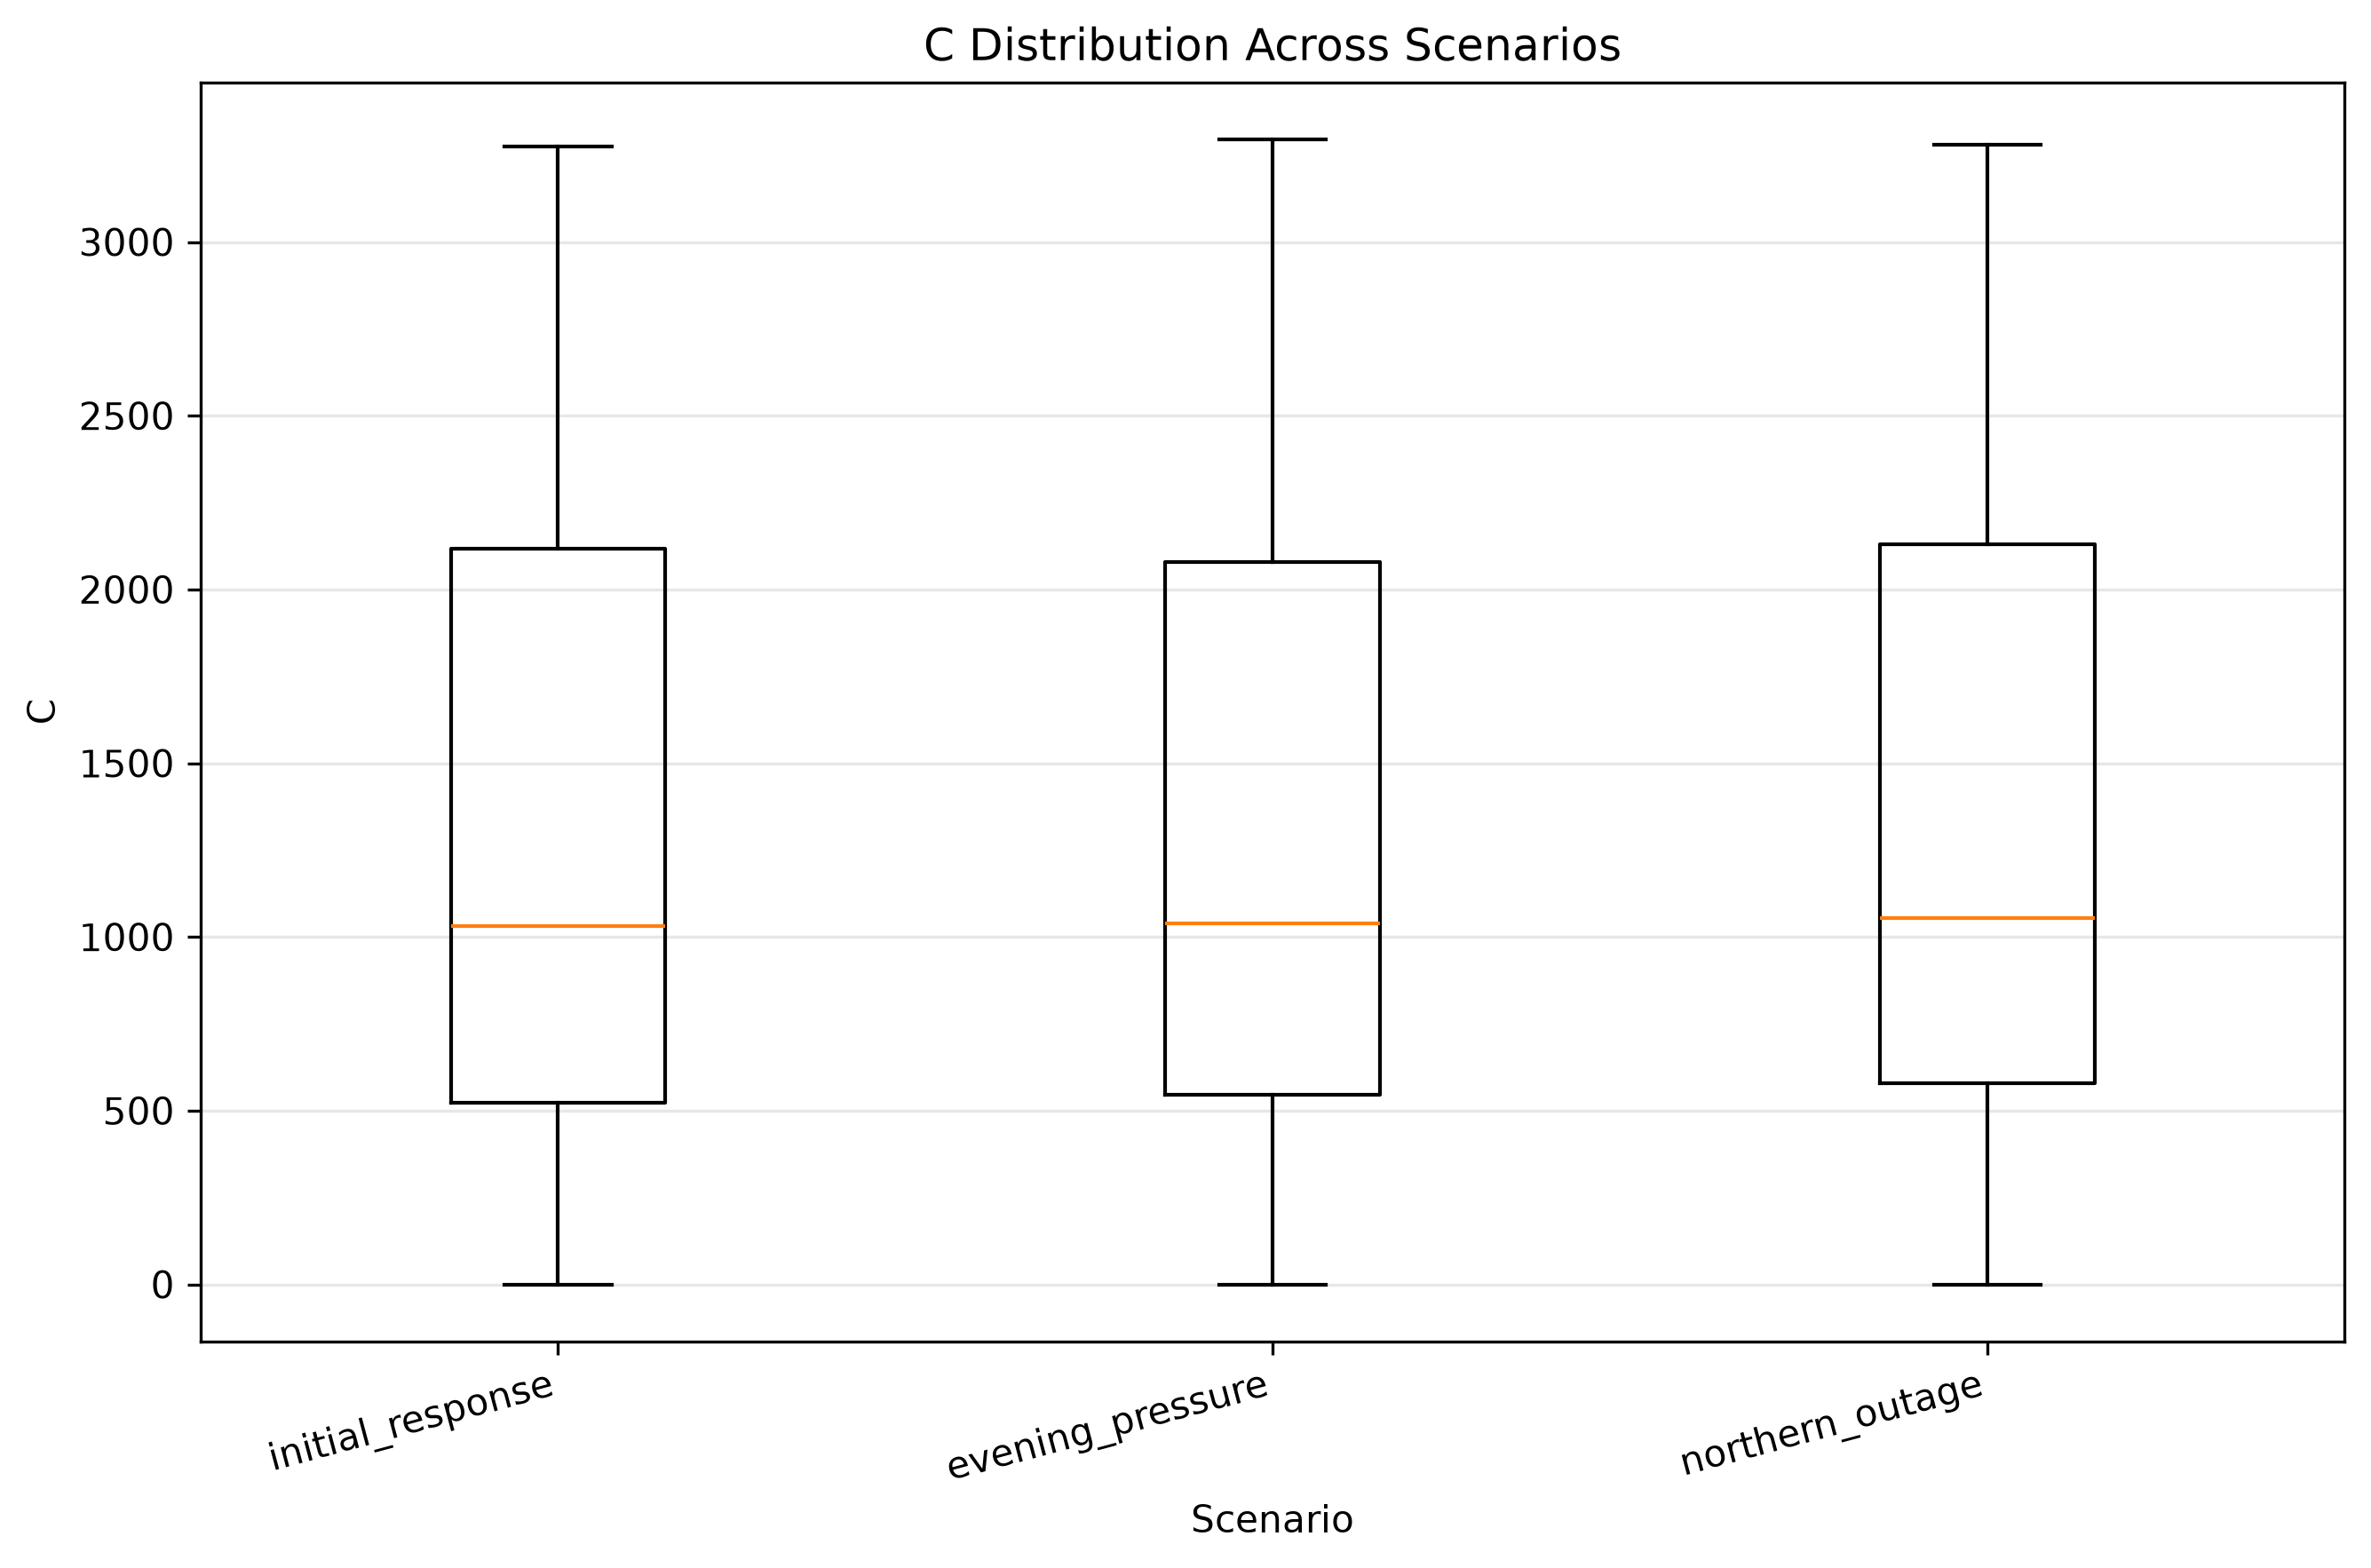 C Distribution Across Scenarios
3000
2500
2000
1500
1000
500
0
C
initial_response
evening_pressure
northern_outage
Scenario